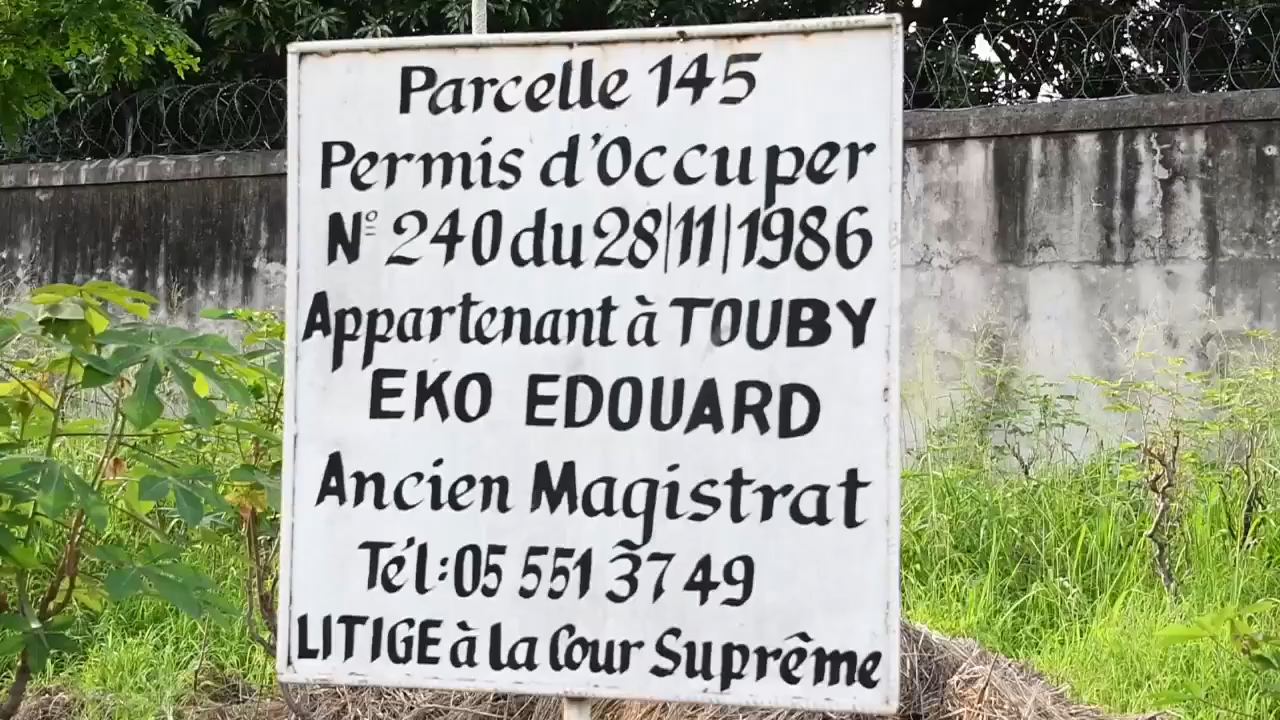 Parcelle 145
Permis d'Occuper
N° 240 du 28/11/1986
Appartenant à TOUBY
EKO EDOUARD
Ancien Magistrat
Tél:05 551 37 49
LITIGE à la Cour Suprême